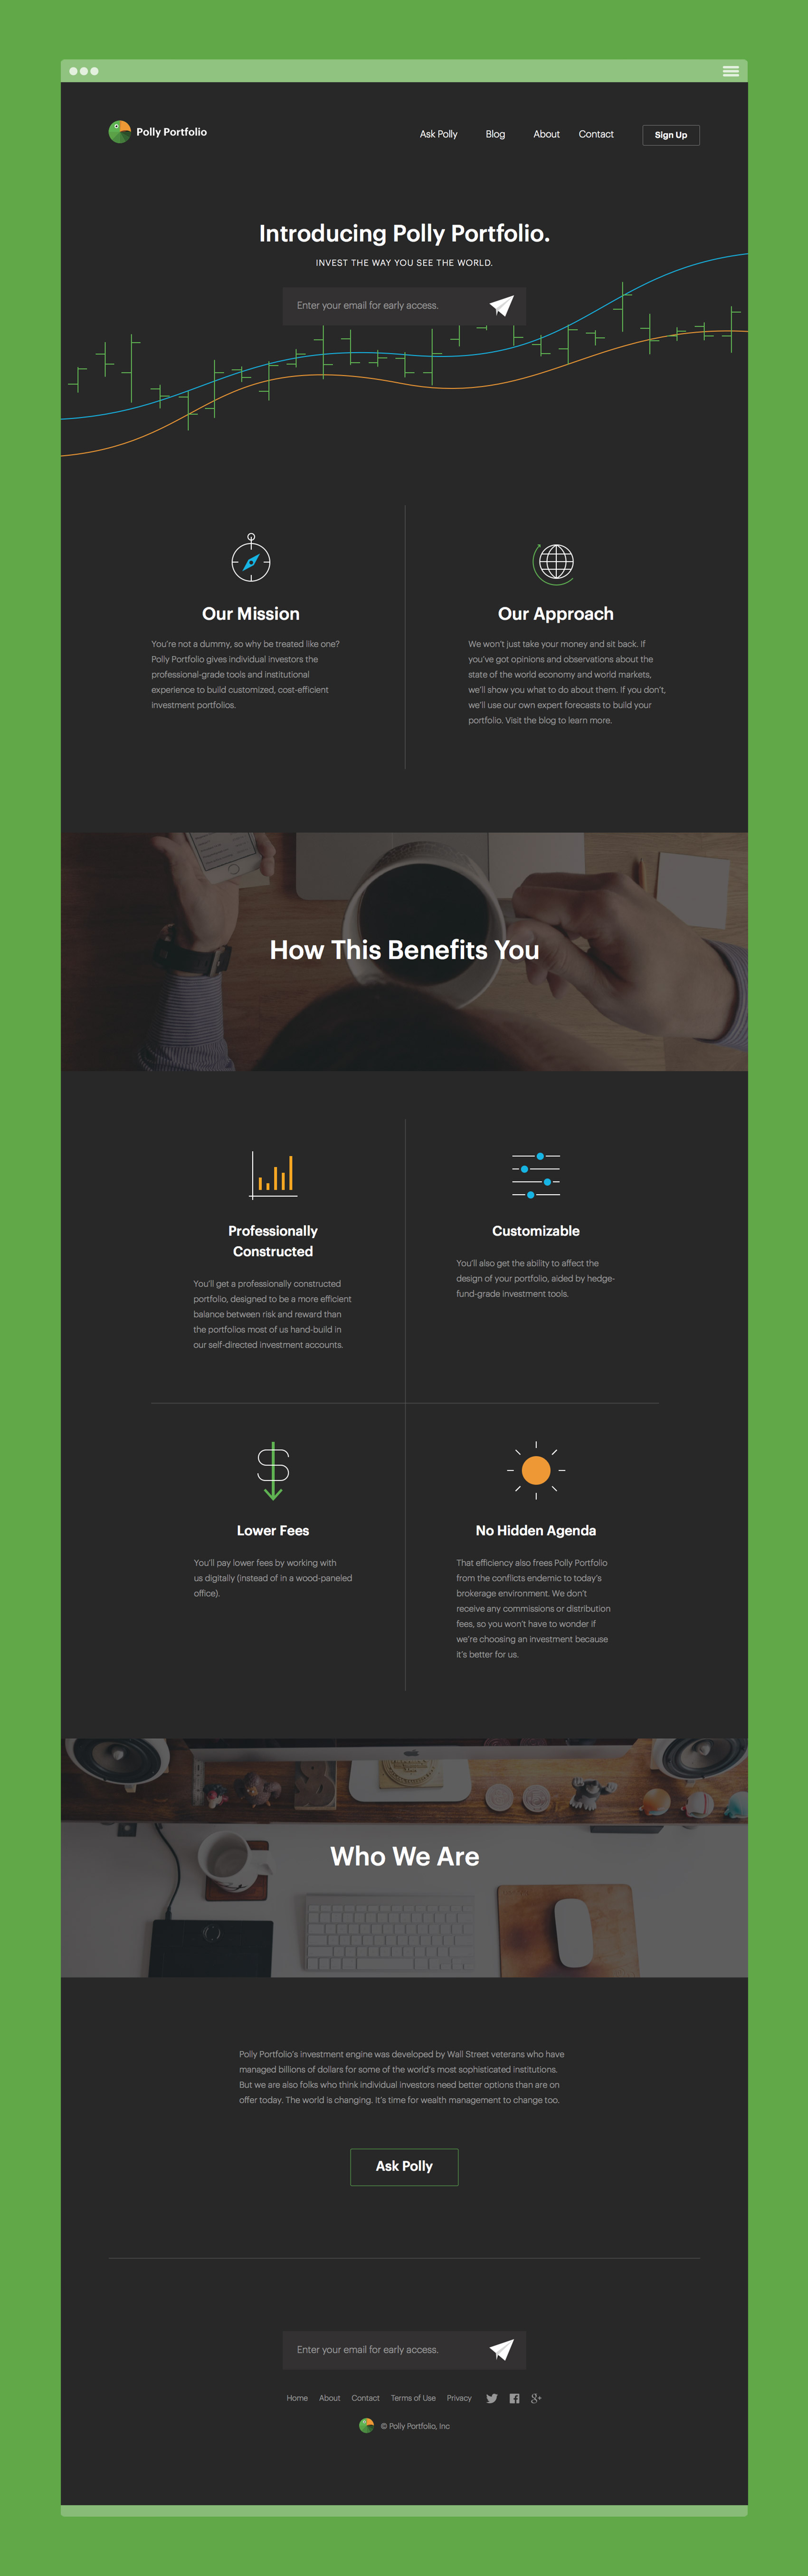 Polly Portfolio
Ask Polly Blog About Contact Sign Up
Introducing Polly Portfolio.
INVEST THE WAY YOU SEE THE WORLD.
Enter your email for early access.
Our Mission
You're not a dummy, so why be treated like one?
Polly Portfolio gives individual investors the
professional-grade tools and institutional
experience to build customized, cost-efficient
investment portfolios.
Our Approach
We won't just take your money and sit back. If
you've got opinions and observations about the
state of the world economy and world markets,
we'll show you what to do about them. If you don't,
we'll use our own expert forecasts to build your
portfolio. Visit the blog to learn more.
How This Benefits You
Professionally
Constructed
You'll get a professionally constructed
portfolio, designed to be a more efficient
balance between risk and reward than
the portfolios most of us hand-build in
our self-directed investment accounts.
Customizable
You'll also get the ability to affect the
design of your portfolio, aided by hedge-
fund-grade investment tools.
Lower Fees
You'll pay lower fees by working with
us digitally (instead of in a wood-paneled
office).
No Hidden Agenda
That efficiency also frees Polly Portfolio
from the conflicts endemic to today's
brokerage environment. We don't
receive any commissions or distribution
fees, so you won't have to wonder if
we're choosing an investment because
it's better for us.
Who We Are
Polly Portfolio's investment engine was developed by Wall Street veterans who have
managed billions of dollars for some of the world's most sophisticated institutions.
But we are also folks who think individual investors need better options than are on
offer today. The world is changing. It's time for wealth management to change too.
Ask Polly
Enter your email for early access.
Home About Contact Terms of Use Privacy
© Polly Portfolio, Inc